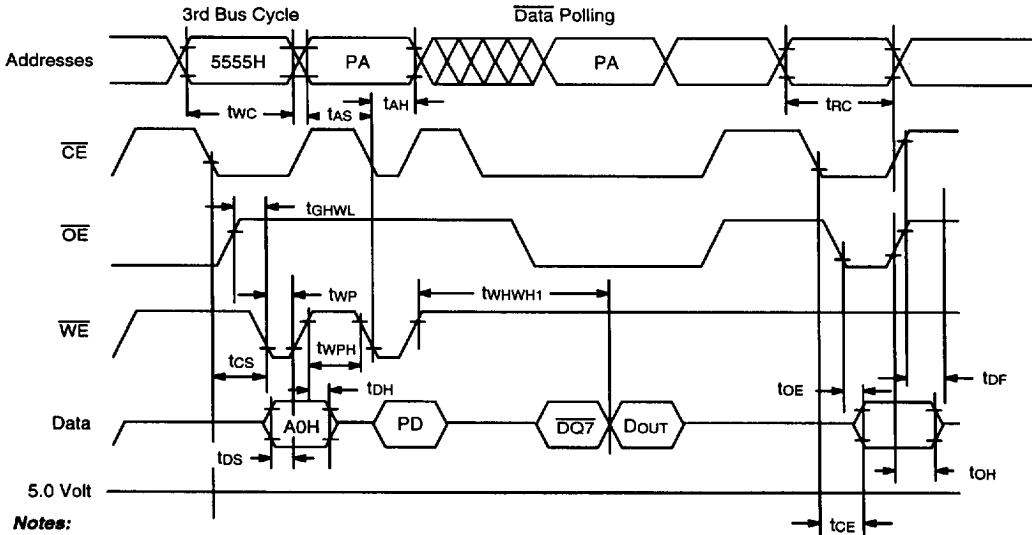 3rd Bus Cycle
Data Polling
Addresses
5555H
PA
PA
tWC
tAS
tAH
tRC
CE
tGHWL
OE
tWP
tWHWH1
WE
tCS
tWPH
tDH
tOE
tDF
Data
A0H
PD
DQ7
DOUT
tDS
tOH
5.0 Volt
tCE
Notes: